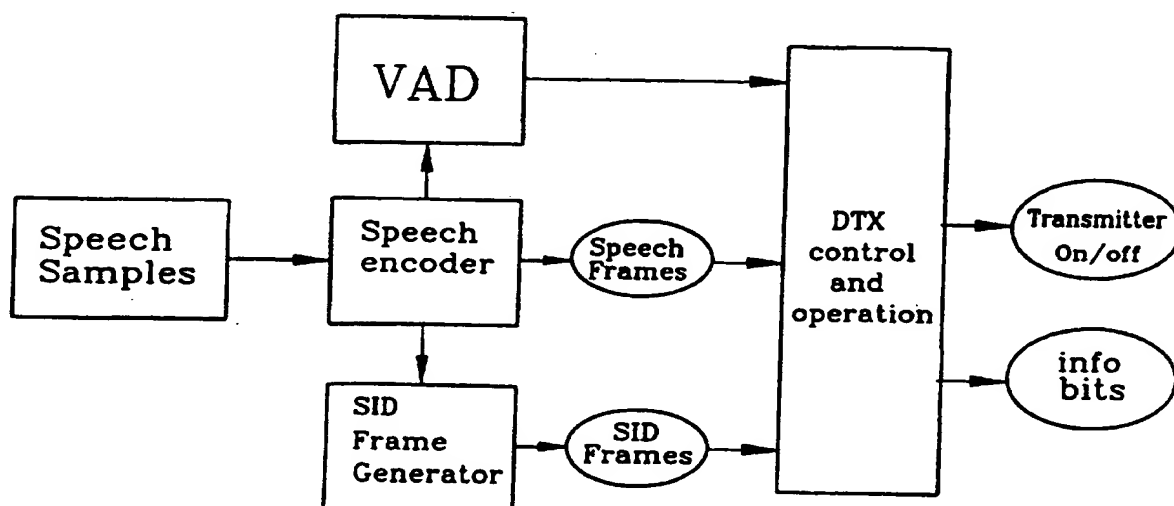 VAD
Speech
Samples
Speech
encoder
Speech
Frames
DTX
control
and
operation
Transmitter
On/off
info
bits
SID
Frame
Generator
SID
Frames